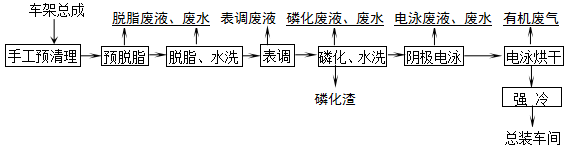 车架总成
脱脂废液、废水
表调废液
磷化废液、废水
电泳废液、废水
有机废气
手工预清理
预脱脂
脱脂、水洗
表调
磷化、水洗
阴极电泳
电泳烘干
磷化渣
强 冷
总装车间